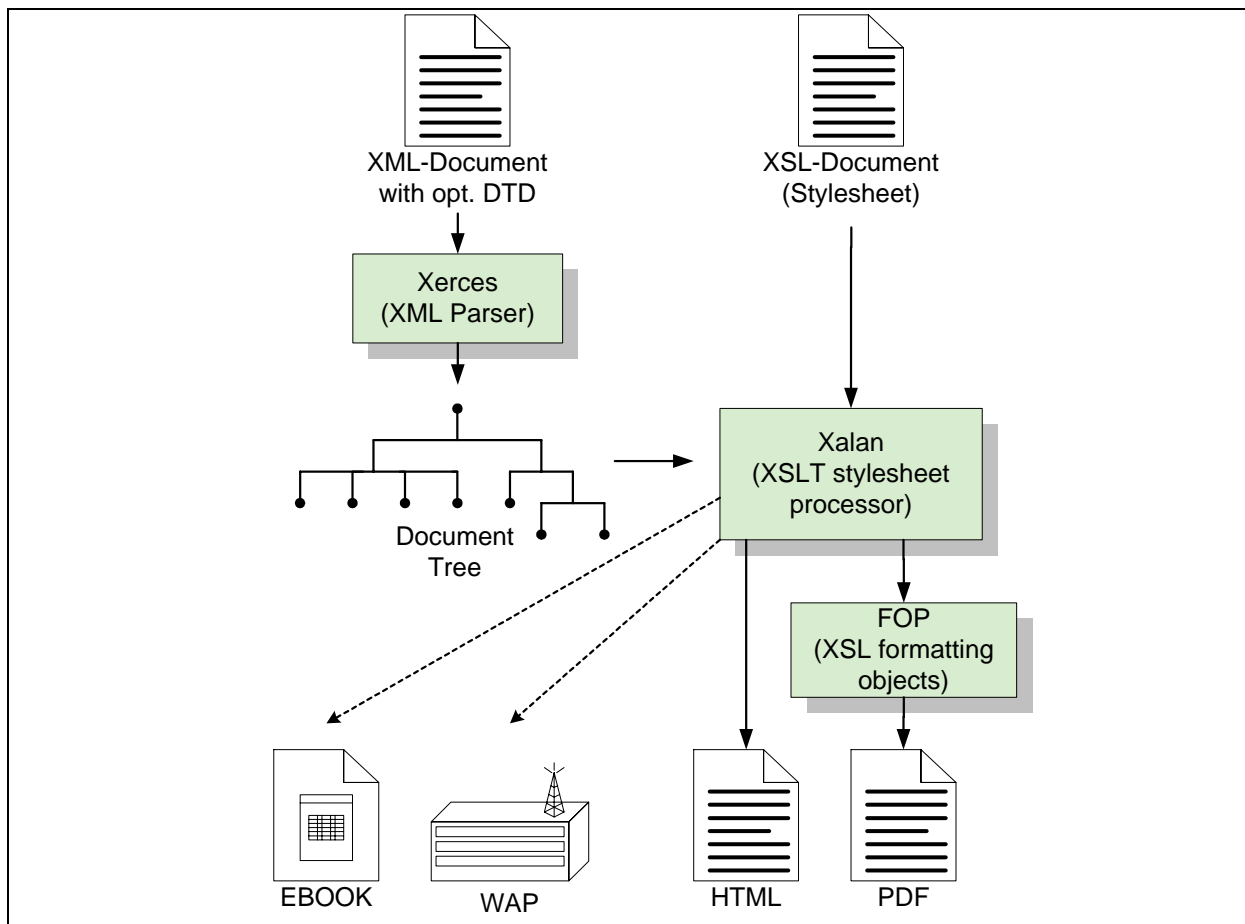 XML-Document
with opt. DTD
XSL-Document
(Stylesheet)
Xerces
(XML Parser)
Xalan
(XSLT stylesheet
processor)
Document
Tree
FOP
(XSL formatting
objects)
EBOOK
WAP
HTML
PDF